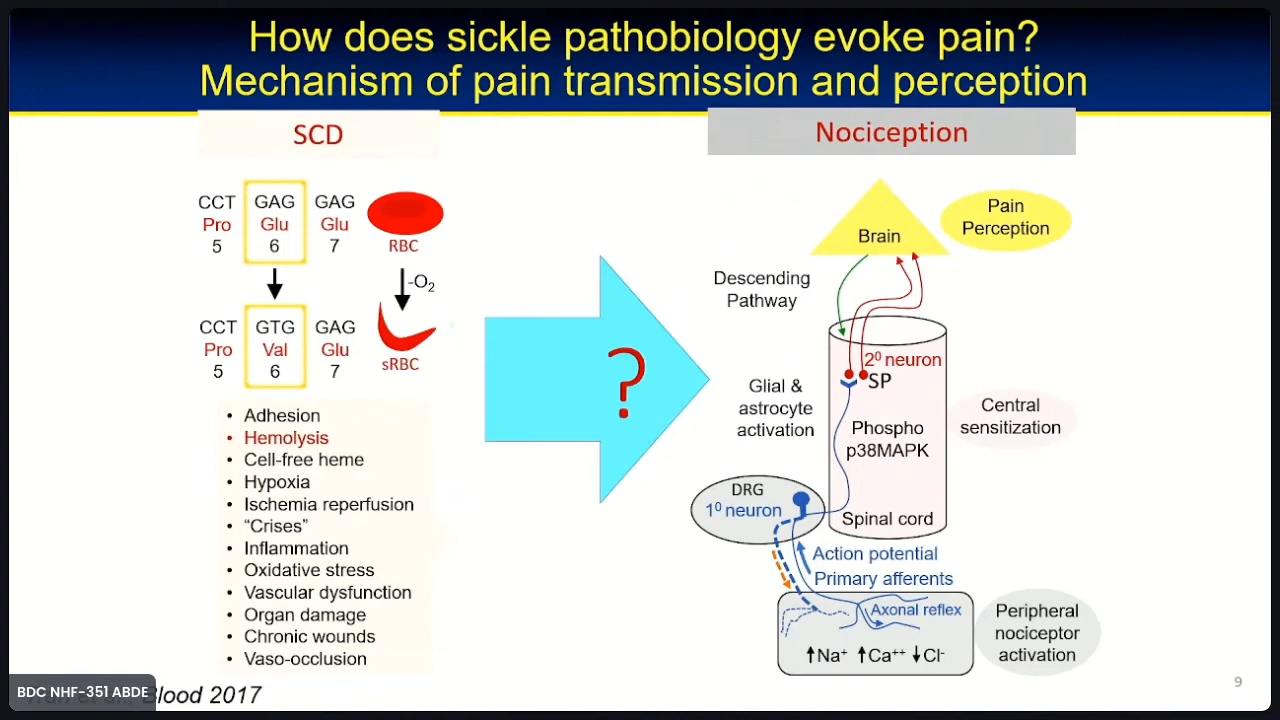 How does sickle pathobiology evoke pain?
Mechanism of pain transmission and perception
SCD
CCT GAG GAG
Pro Glu Glu
5 6 7
RBC
-O₂
CCT GTG GAG
Pro Val Glu
5 6 7
sRBC
• Adhesion
• Hemolysis
• Cell-free heme
• Hypoxia
• Ischemia reperfusion
• “Crises”
• Inflammation
• Oxidative stress
• Vascular dysfunction
• Organ damage
• Chronic wounds
• Vaso-occlusion
?
Nociception
Brain
Pain
Perception
Descending
Pathway
2⁰ neuron
SP
Glial &
astrocyte
activation
Phospho
p38MAPK
Central
sensitization
DRG
1⁰ neuron
Spinal cord
Action potential
Primary afferents
Axonal reflex
↑Na⁺ ↑Ca⁺⁺ ↓Cl⁻
Peripheral
nociceptor
activation
BDC NHF-351 ABDE
Blood 2017
9